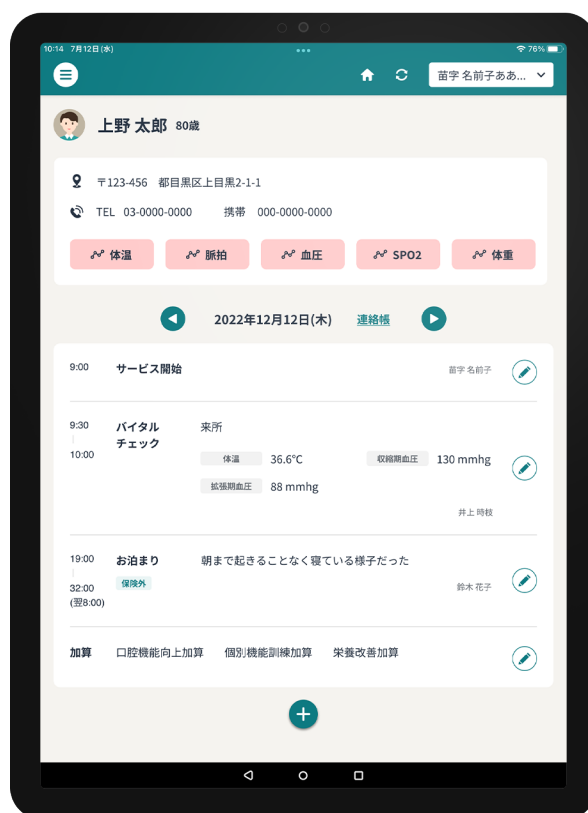 10:14 7月12日(水)
76%
苗字 名前子ああ...
上野 太郎 80歳
〒123-456 都目黒区上目黒2-1-1
TEL 03-0000-0000 携帯 000-0000-0000
体温 脈拍 血圧 SPO2 体重
2022年12月12日(木) 連絡帳
9:00 サービス開始 苗字 名前子
9:30 バイタル 来所
チェック
10:00 体温 36.6℃ 収縮期血圧 130 mmhg
拡張期血圧 88 mmhg
井上 時枝
19:00 お泊まり 朝まで起きることなく寝ている様子だった
保険外
32:00 鈴木 花子
(翌8:00)
加算 口腔機能向上加算 個別機能訓練加算 栄養改善加算